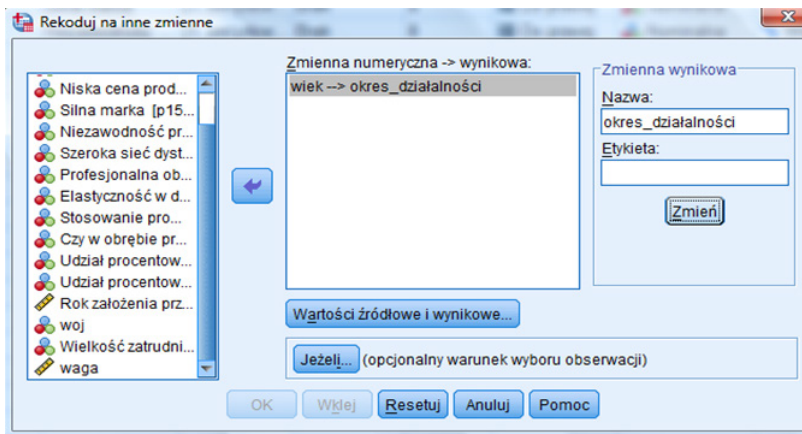 Rekoduj na inne zmienne
Niska cena prod...
Silna marka [p15...
Niezawodność pr...
Szeroka sieć dyst...
Profesjonalna ob...
Elastyczność w d...
Stosowanie pro...
Czy w obrębie pr...
Udział procentow...
Udział procentow...
Rok założenia prz...
woj
Wielkość zatrudni...
waga
Zmienna numeryczna -> wynikowa:
wiek --> okres_działalności
Zmienna wynikowa
Nazwa:
okres_działalności
Etykieta:
Zmień
Wartości źródłowe i wynikowe...
Jeżeli... (opcjonalny warunek wyboru obserwacji)
OK Wklej Resetuj Anuluj Pomoc